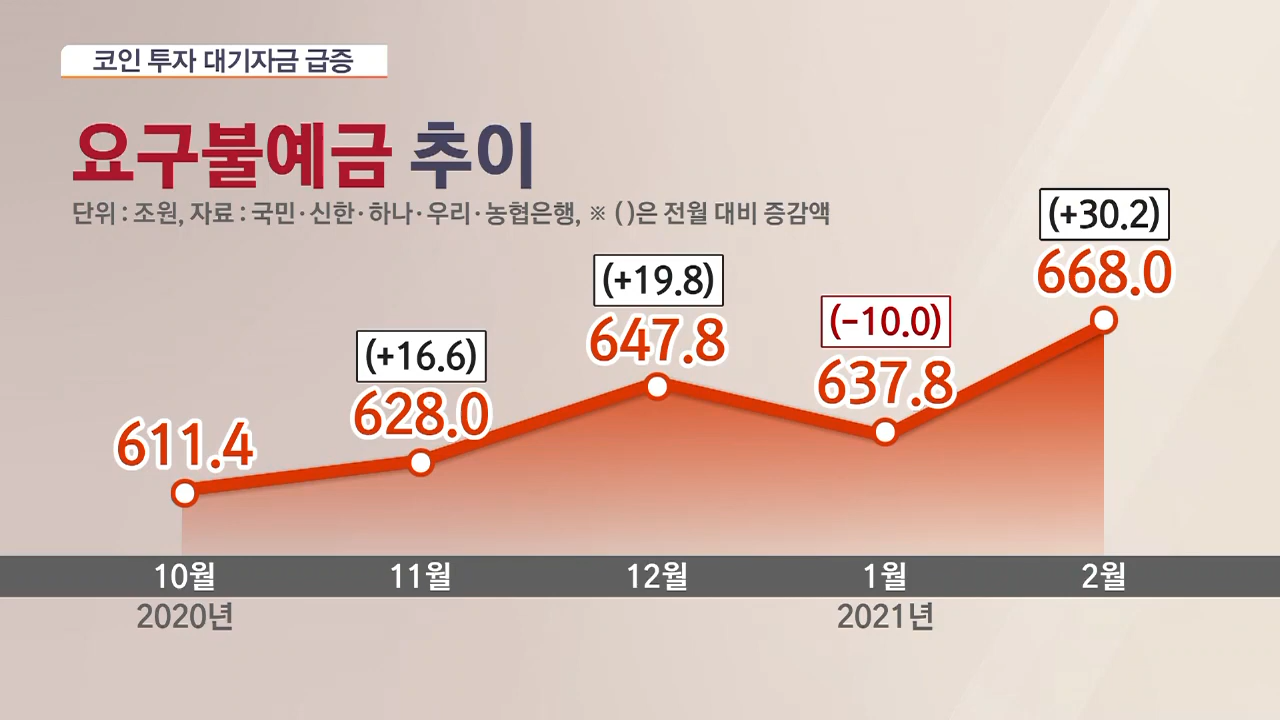 코인 투자 대기자금 급증
요구불예금 추이
단위 : 조원, 자료 : 국민·신한·하나·우리·농협은행, ※ ( )은 전월 대비 증감액
611.4
(+16.6)
628.0
(+19.8)
647.8
(−10.0)
637.8
(+30.2)
668.0
10월 11월 12월 1월 2월
2020년 2021년